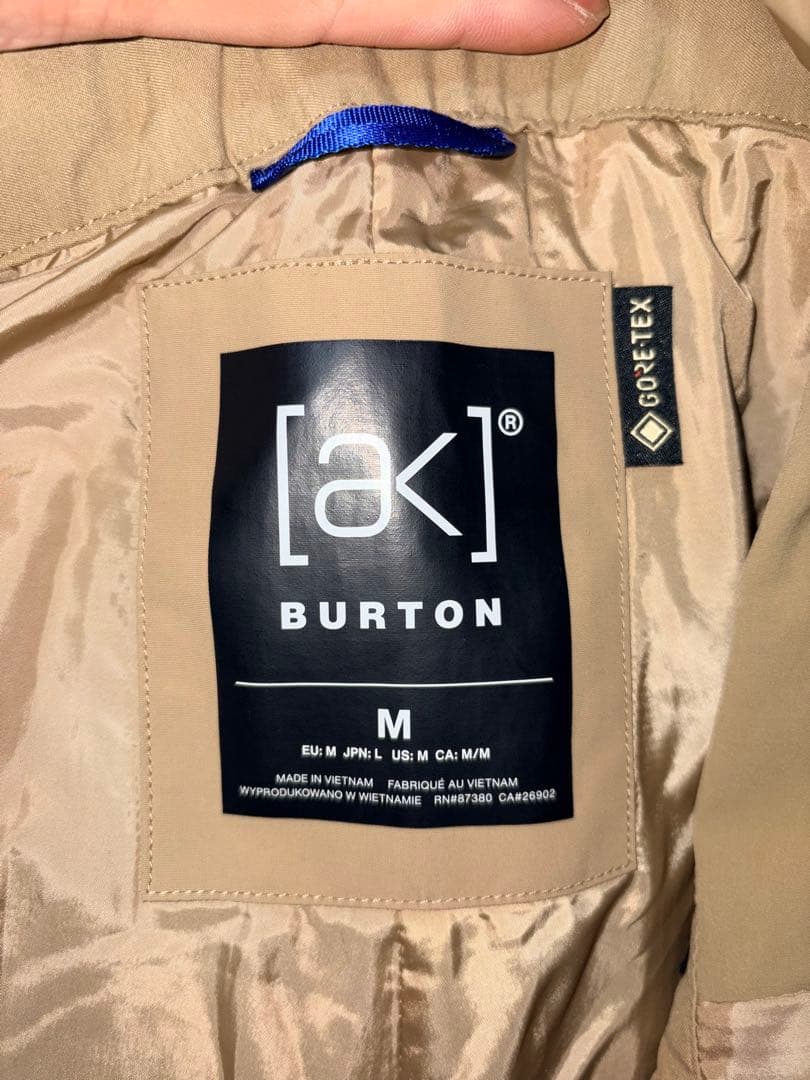 [ak]®
BURTON
M
EU: M JPN: L US: M CA: M/M
MADE IN VIETNAM FABRIQUÉ AU VIETNAM
WYPRODUKOWANO W WIETNAMIE RN#87380 CA#26902
GORE-TEX